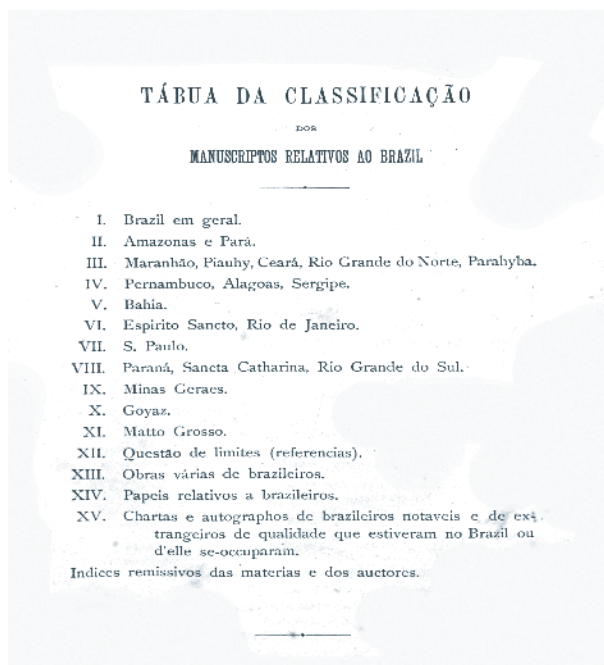 TÁBUA DA CLASSIFICAÇÃO
DOS
MANUSCRIPTOS RELATIVOS AO BRAZIL
I. Brazil em geral.
II. Amazonas e Pará.
III. Maranhão, Piauhy, Ceará, Rio Grande do Norte, Parahyba.
IV. Pernambuco, Alagoas, Sergipe.
V. Bahia.
VI. Espirito Sancto, Rio de Janeiro.
VII. S. Paulo.
VIII. Paraná, Sancta Catharina, Rio Grande do Sul.
IX. Minas Geraes.
X. Goyaz.
XI. Matto Grosso.
XII. Questão de limites (referencias).
XIII. Obras várias de brazileiros.
XIV. Papeis relativos a brazileiros.
XV. Chartas e autographos de brazileiros notaveis e de ex-
trangeiros de qualidade que estiveram no Brazil ou
d'elle se-occuparam.
Indices remissivos das materias e dos auctores.